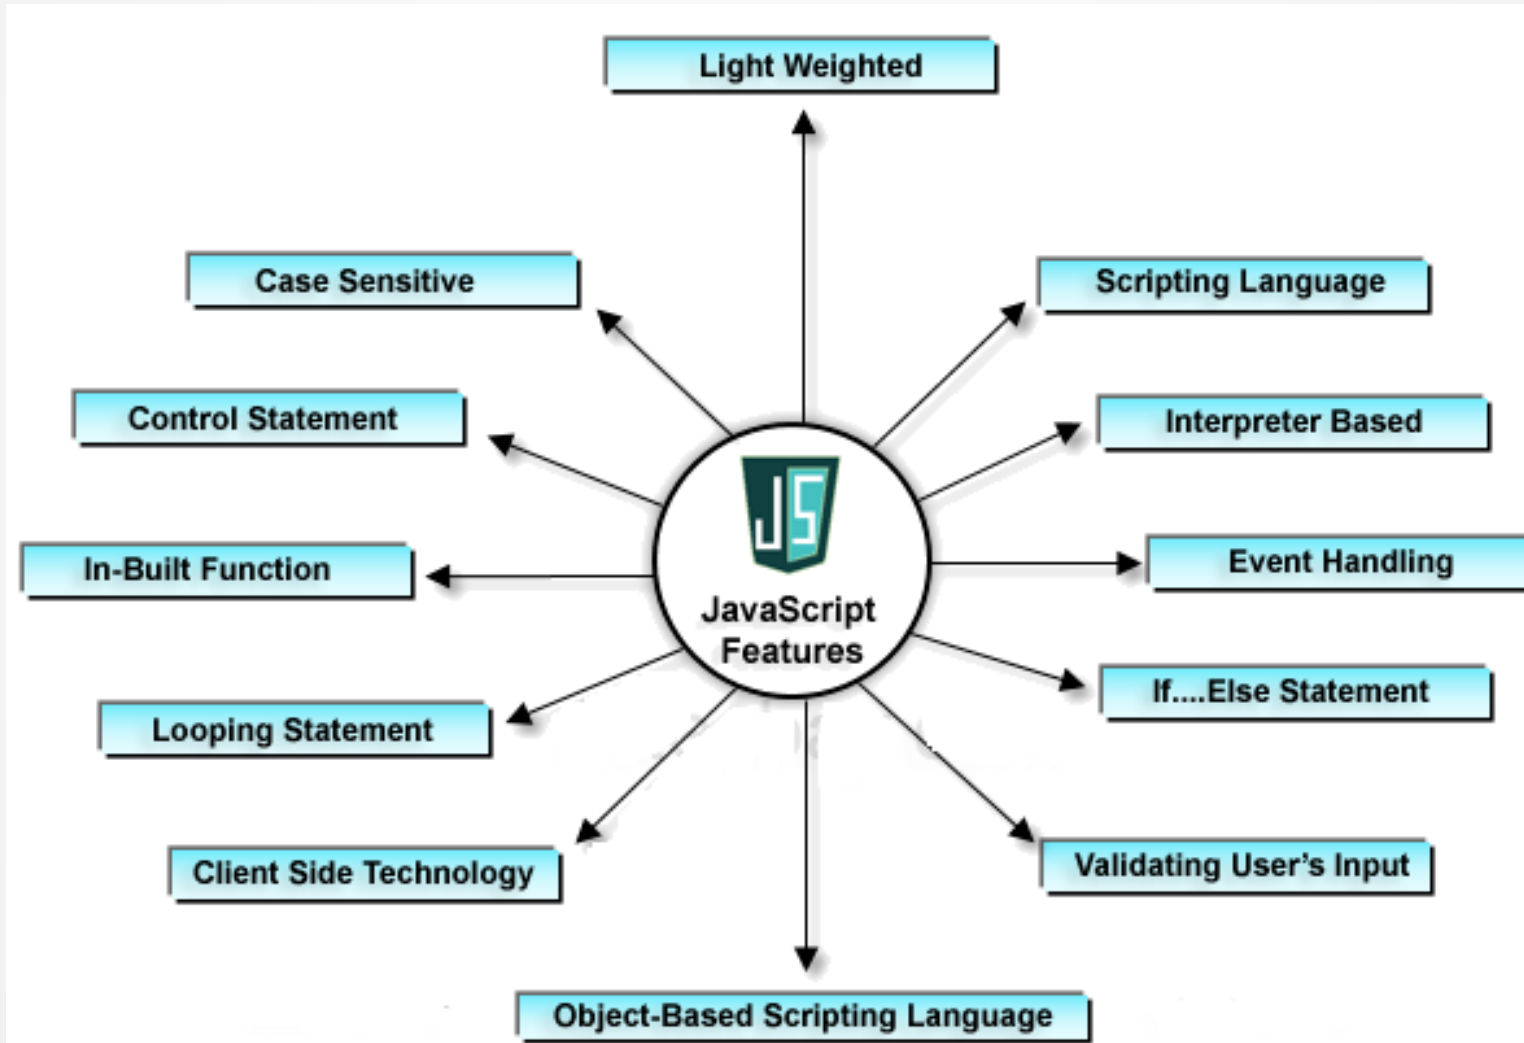 Light Weighted
Case Sensitive
Scripting Language
Control Statement
Interpreter Based
JS
JavaScript
Features
In-Built Function
Event Handling
Looping Statement
If....Else Statement
Client Side Technology
Validating User’s Input
Object-Based Scripting Language